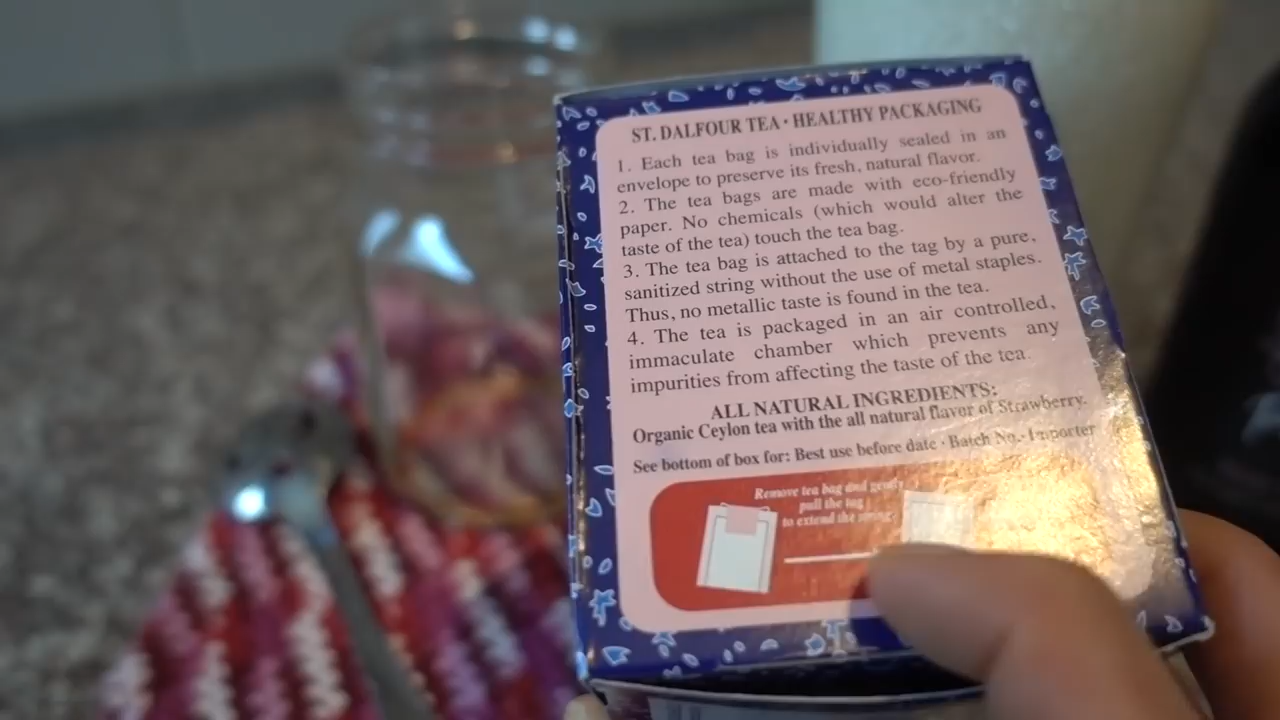 ST. DALFOUR TEA • HEALTHY PACKAGING
1. Each tea bag is individually sealed in an
envelope to preserve its fresh, natural flavor.
2. The tea bags are made with eco-friendly
paper. No chemicals (which would alter the
taste of the tea) touch the tea bag.
3. The tea bag is attached to the tag by a pure,
sanitized string without the use of metal staples.
Thus, no metallic taste is found in the tea.
4. The tea is packaged in an air controlled,
immaculate chamber which prevents any
impurities from affecting the taste of the tea.
ALL NATURAL INGREDIENTS:
Organic Ceylon tea with the all natural flavor of Strawberry.
See bottom of box for: Best use before date • Batch No.- Importer
Remove tea bag and gently
pull the tag
to extend the string.